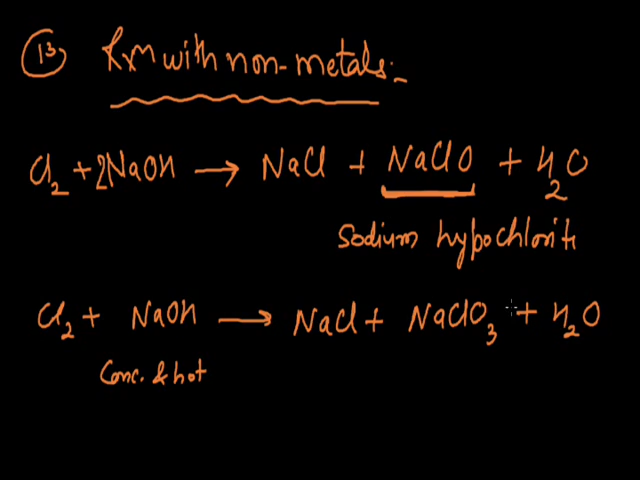 13 Rxn with non-metals:-
Cl2 + 2NaOH → NaCl + NaClO + H2O
Sodium hypochlorite
Cl2 + NaOH → NaCl + NaClO3 + H2O
Conc. & hot